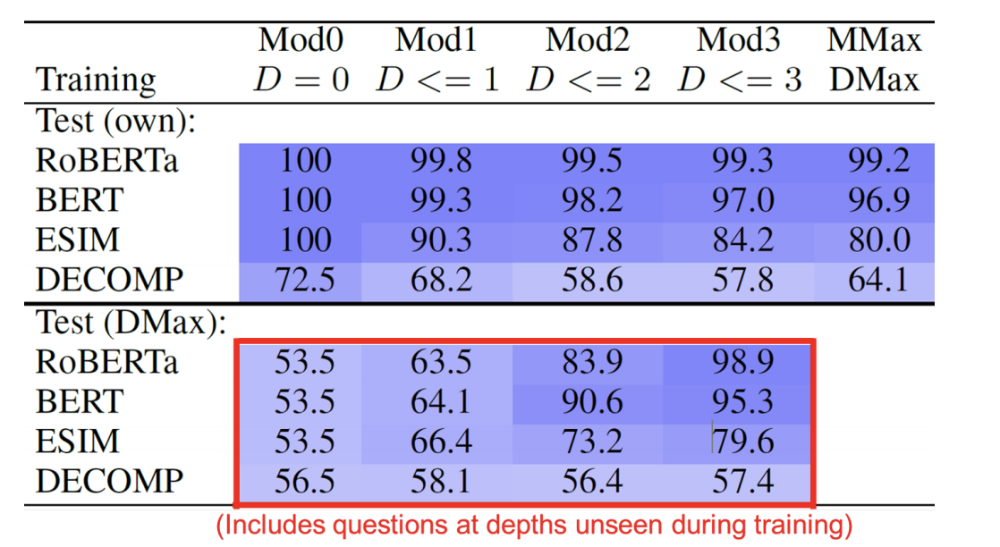 Mod0 Mod1 Mod2 Mod3 MMax
Training D = 0 D <= 1 D <= 2 D <= 3 DMax
Test (own):
RoBERTa 100 99.8 99.5 99.3 99.2
BERT 100 99.3 98.2 97.0 96.9
ESIM 100 90.3 87.8 84.2 80.0
DECOMP 72.5 68.2 58.6 57.8 64.1
Test (DMax):
RoBERTa 53.5 63.5 83.9 98.9
BERT 53.5 64.1 90.6 95.3
ESIM 53.5 66.4 73.2 79.6
DECOMP 56.5 58.1 56.4 57.4
(Includes questions at depths unseen during training)